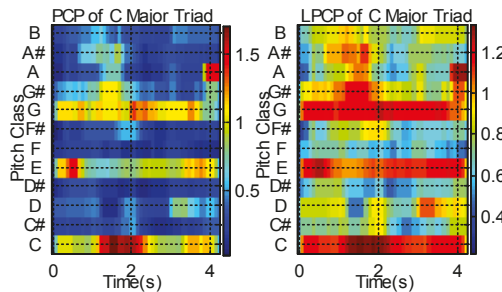 PCP of C Major Triad
LPCP of C Major Triad
Pitch Class
B
A#
A
G#
G
F#
F
E
D#
D
C#
C
0
2
4
Time(s)
1.5
1
0.5
Pitch Class
B
A#
A
G#
G
F#
F
E
D#
D
C#
C
0
2
4
Time(s)
1.2
1
0.8
0.6
0.4